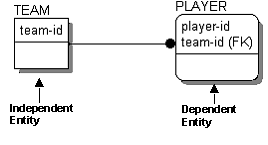 TEAM
team-id
PLAYER
player-id
team-id (FK)
Independent
Entity
Dependent
Entity